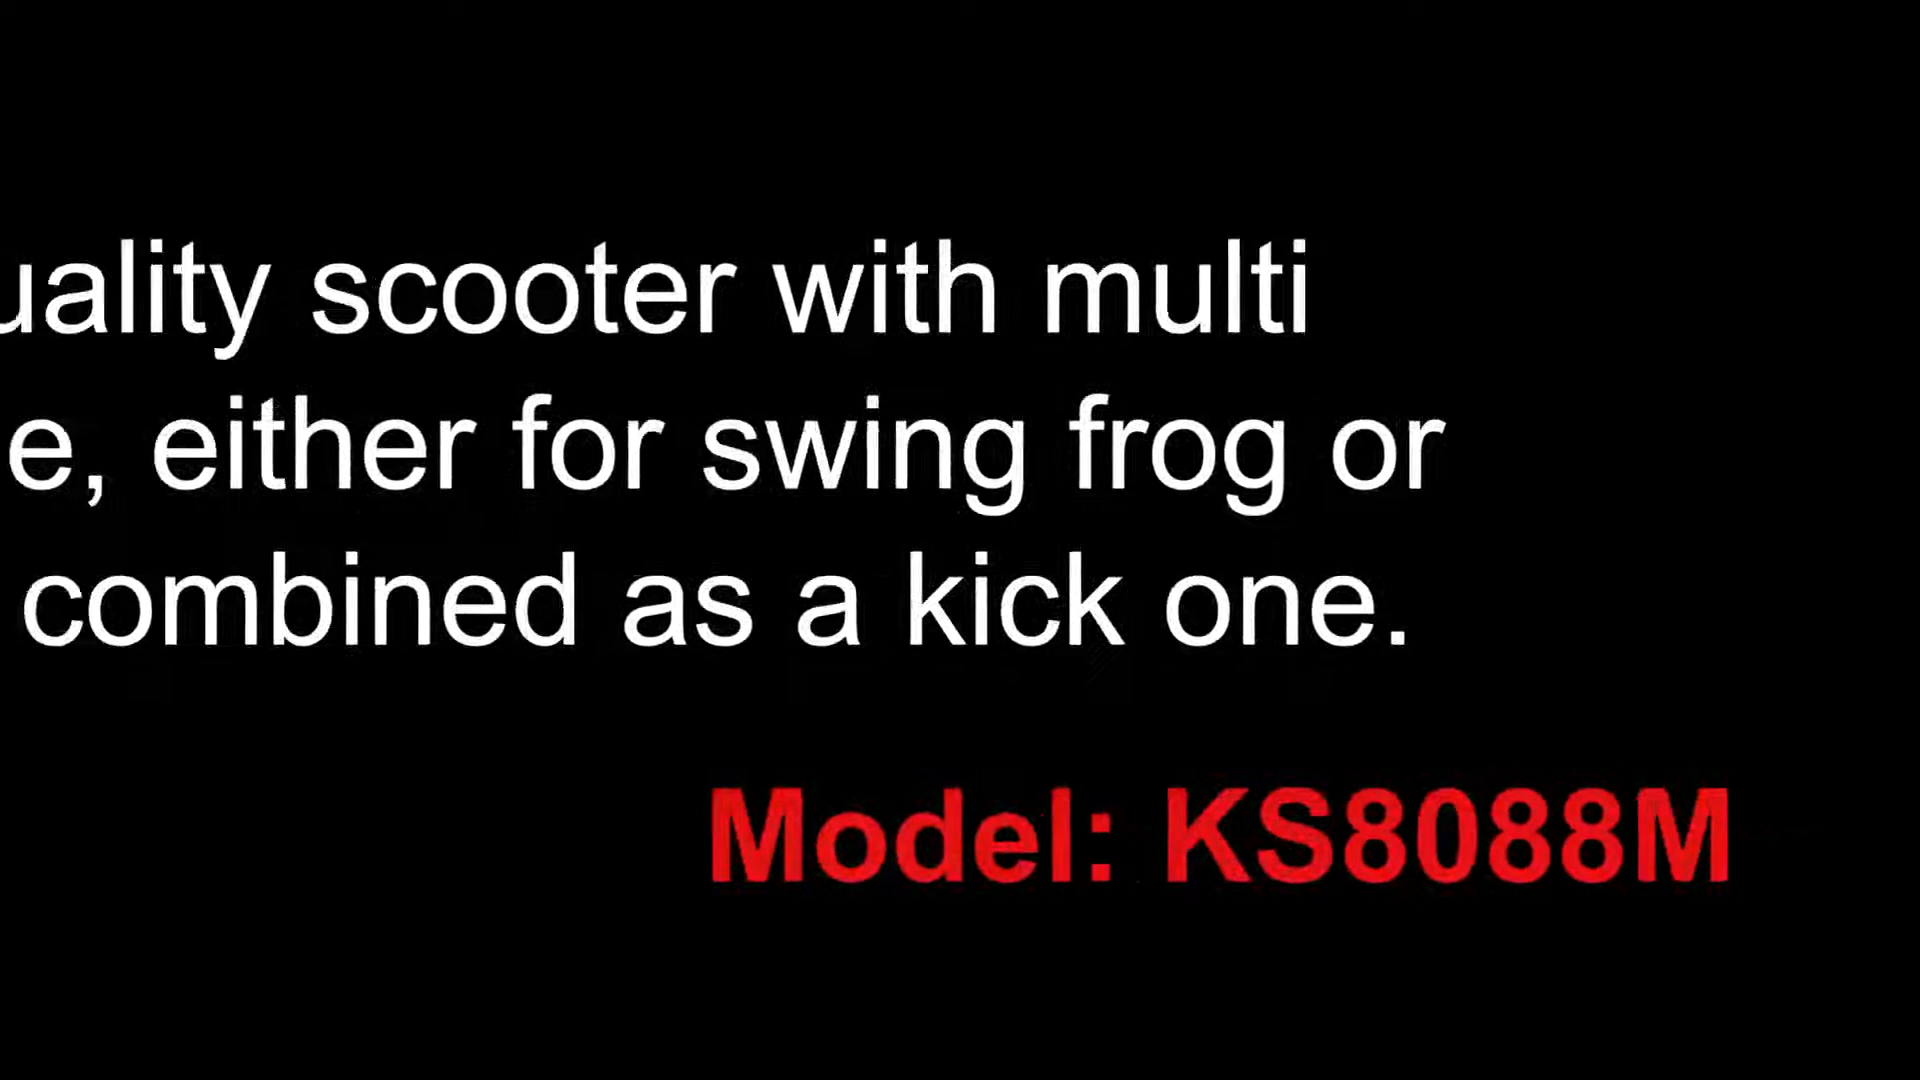 uality scooter with multi
e, either for swing frog or
combined as a kick one.
Model: KS8088M